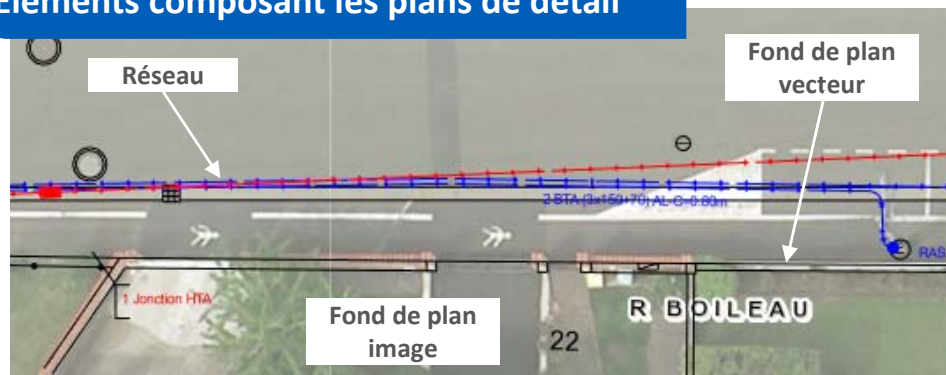 Eléments composant les plans de détail
Réseau
Fond de plan
vecteur
2 BTA (3x150+70) AL-C=0.80m
RAS
1 Jonction HTA
Fond de plan
image
R BOILEAU
22